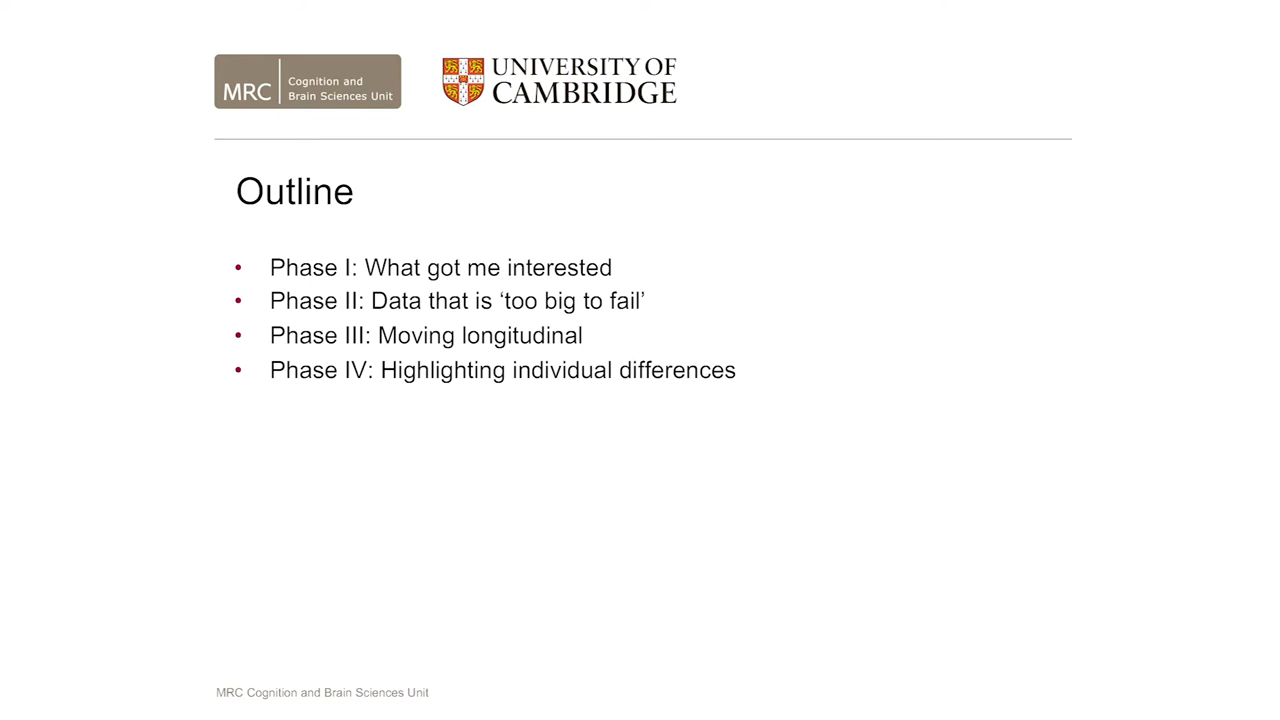 MRC
Cognition and
Brain Sciences Unit
UNIVERSITY OF
CAMBRIDGE
Outline
• Phase I: What got me interested
• Phase II: Data that is ‘too big to fail’
• Phase III: Moving longitudinal
• Phase IV: Highlighting individual differences
MRC Cognition and Brain Sciences Unit